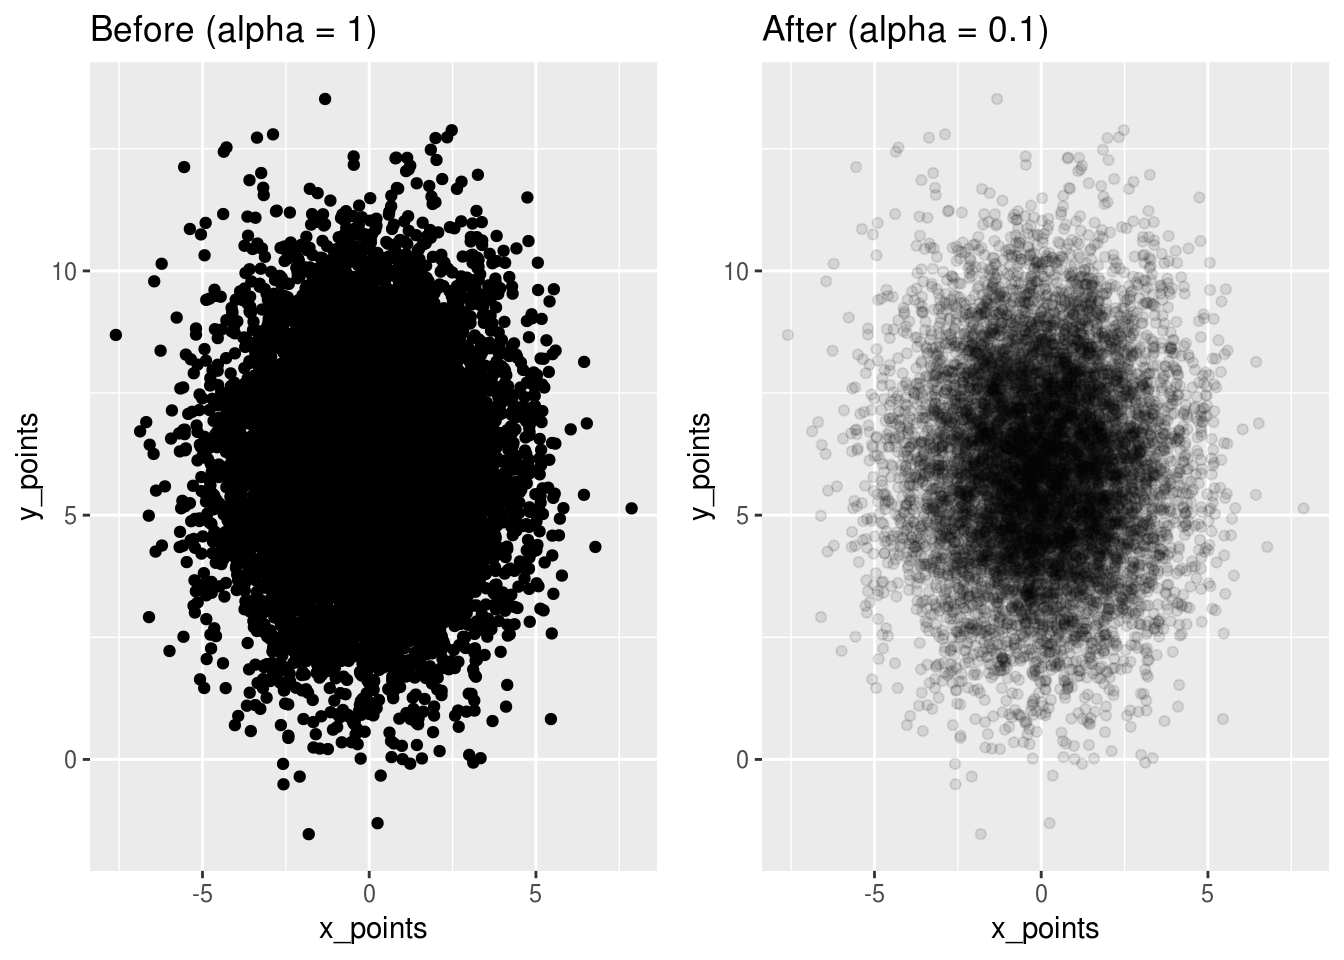 Before (alpha = 1)
y_points
10
5
0
-5 0 5
x_points
After (alpha = 0.1)
y_points
10
5
0
-5 0 5
x_points